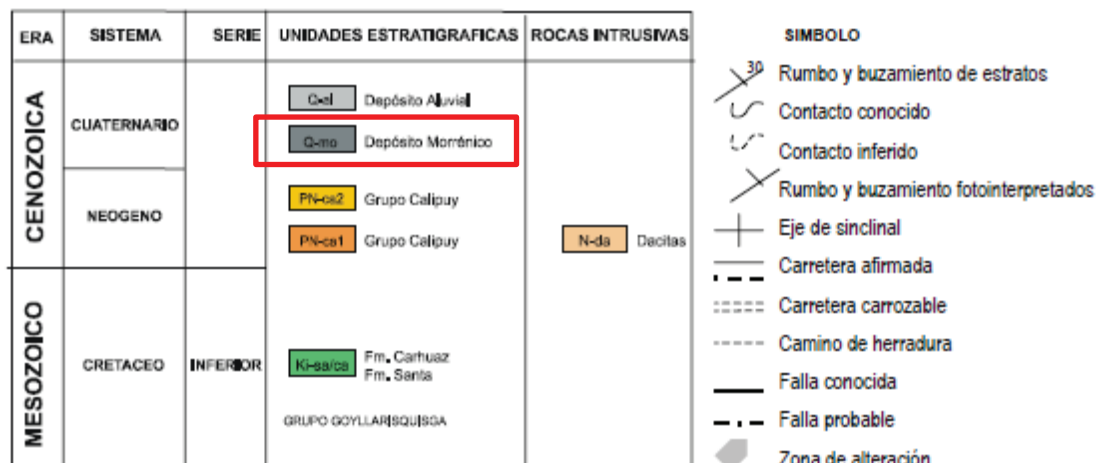 ERA SISTEMA SERIE UNIDADES ESTRATIGRAFICAS ROCAS INTRUSIVAS
CENOZOICA
CUATERNARIO
Q-al Depósito Aluvial
Q-mo Depósito Morrénico
NEOGENO
PN-ca2 Grupo Calipuy
PN-ca1 Grupo Calipuy
N-da Dacitas
MESOZOICO
CRETACEO
INFERIOR
Ki-sa/ca Fm. Carhuaz
Fm. Santa
GRUPO GOYLLARISQUISGA
SIMBOLO
30 Rumbo y buzamiento de estratos
Contacto conocido
Contacto inferido
Rumbo y buzamiento fotointerpretados
Eje de sinclinal
Carretera afirmada
Carretera carrozable
Camino de herradura
Falla conocida
Falla probable
Zona de alteración